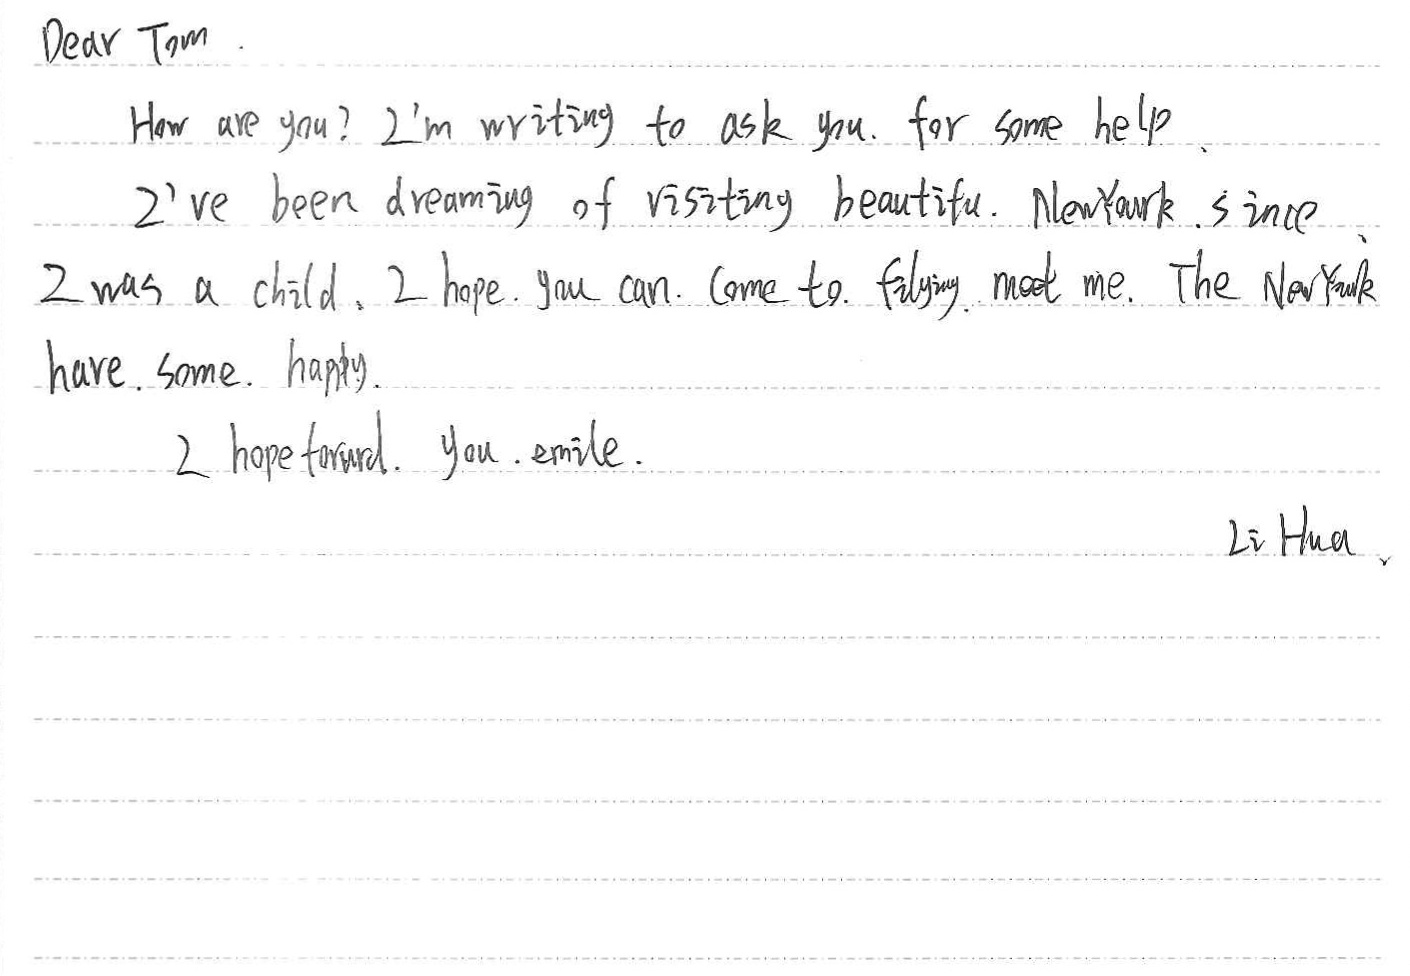 Dear Tom.
How are you? I'm writing to ask you. for some help.
I've been dreaming of visiting beautifu. NewYourk. since
I was a child. I hope. you can. Come to. filying. meet me. The NewYourk
have. some. happy.
I hope forward. you. emile.
Li Hua.